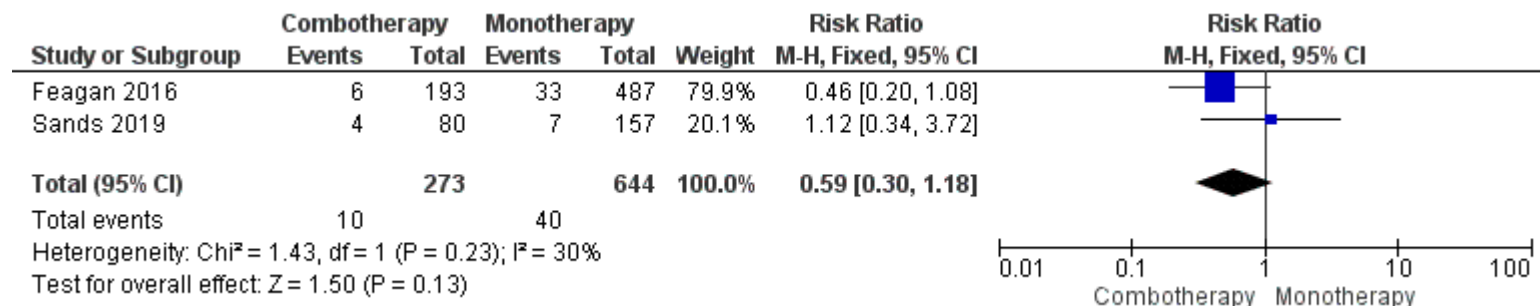 Combotherapy Monotherapy Risk Ratio Risk Ratio
Study or Subgroup Events Total Events Total Weight M-H, Fixed, 95% CI M-H, Fixed, 95% CI
Feagan 2016 6 193 33 487 79.9% 0.46 [0.20, 1.08]
Sands 2019 4 80 7 157 20.1% 1.12 [0.34, 3.72]
Total (95% CI) 273 644 100.0% 0.59 [0.30, 1.18]
Total events 10 40
Heterogeneity: Chi² = 1.43, df = 1 (P = 0.23); I² = 30%
Test for overall effect: Z = 1.50 (P = 0.13)
0.01 0.1 1 10 100
Combotherapy Monotherapy